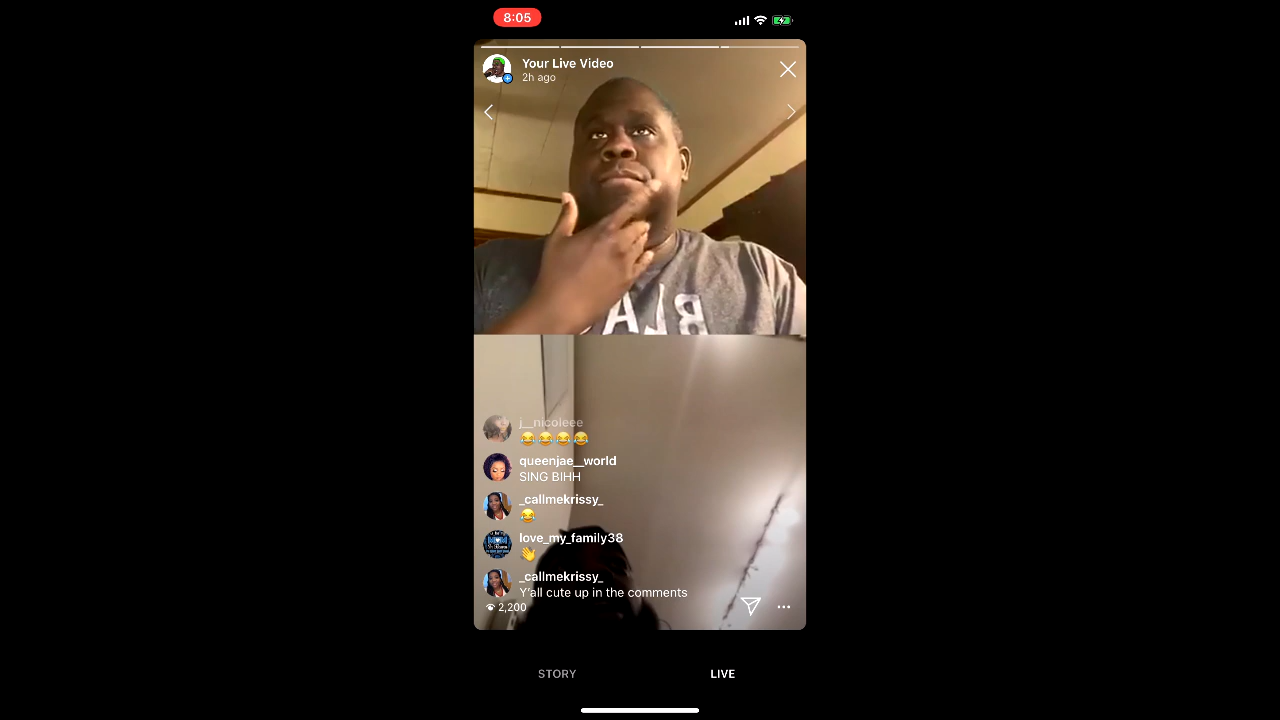 8:05
Your Live Video
2h ago
BLA
j__nicoleee
😂😂😂😂
queenjae__world
SING BIHH
_callmekrissy_
😂
love_my_family38
👋
_callmekrissy_
Y'all cute up in the comments
2,200
STORY
LIVE